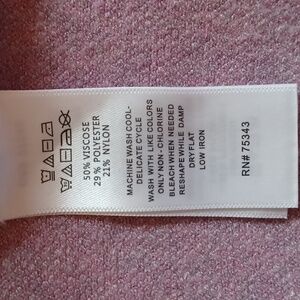 50% VISCOSE
29% POLYESTER
21% NYLON
MACHINE WASH COOL-
DELICATE CYCLE
WASH WITH LIKE COLORS
ONLY NON-CHLORINE
BLEACH WHEN NEEDED
RESHAPE WHILE DAMP
DRY FLAT
LOW IRON
RN# 75343